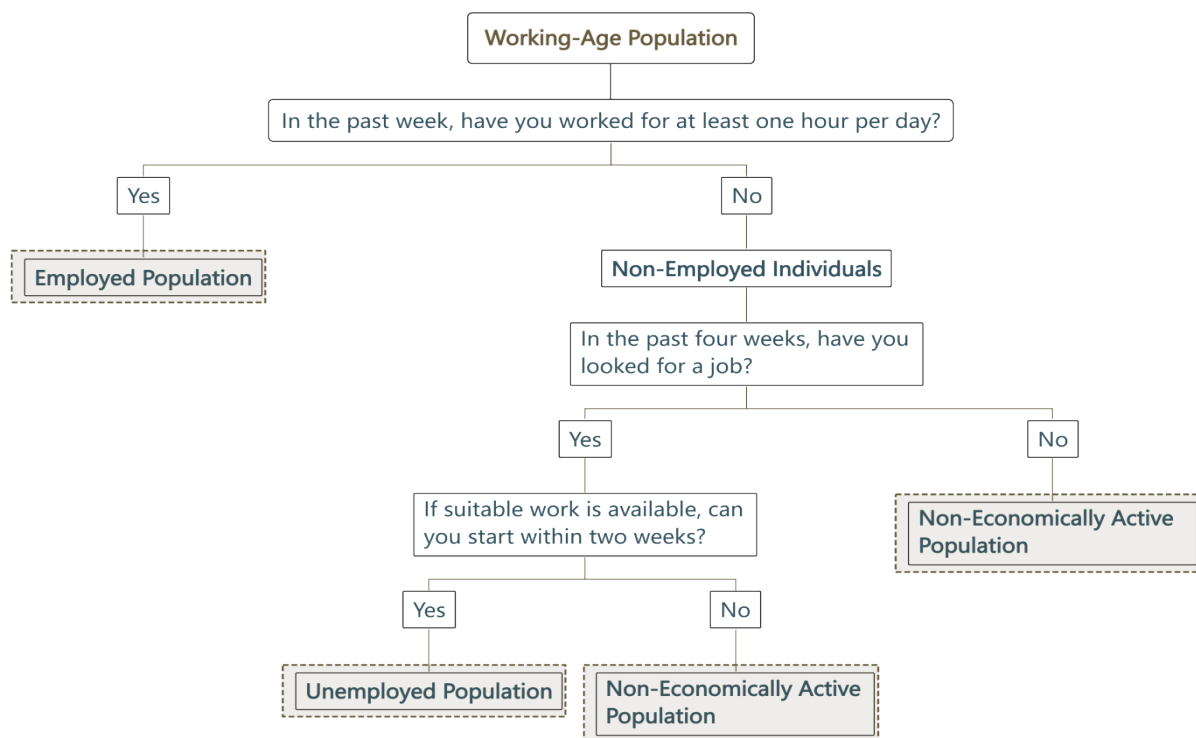 Working-Age Population
In the past week, have you worked for at least one hour per day?
Yes
No
Employed Population
Non-Employed Individuals
In the past four weeks, have you
looked for a job?
Yes
No
If suitable work is available, can
you start within two weeks?
Non-Economically Active
Population
Yes
No
Unemployed Population
Non-Economically Active
Population